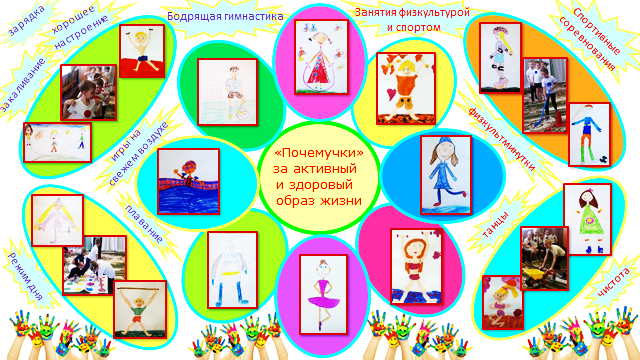 зарядка
хорошее
настроение
Бодрящая гимнастика
Занятия физкультурой
и спортом
Спортивные
соревнования
закаливание
игры на
свежем воздухе
физкультминутки
«Почемучки»
за активный
и здоровый
образ жизни
плавание
танцы
Режим дня
чистота